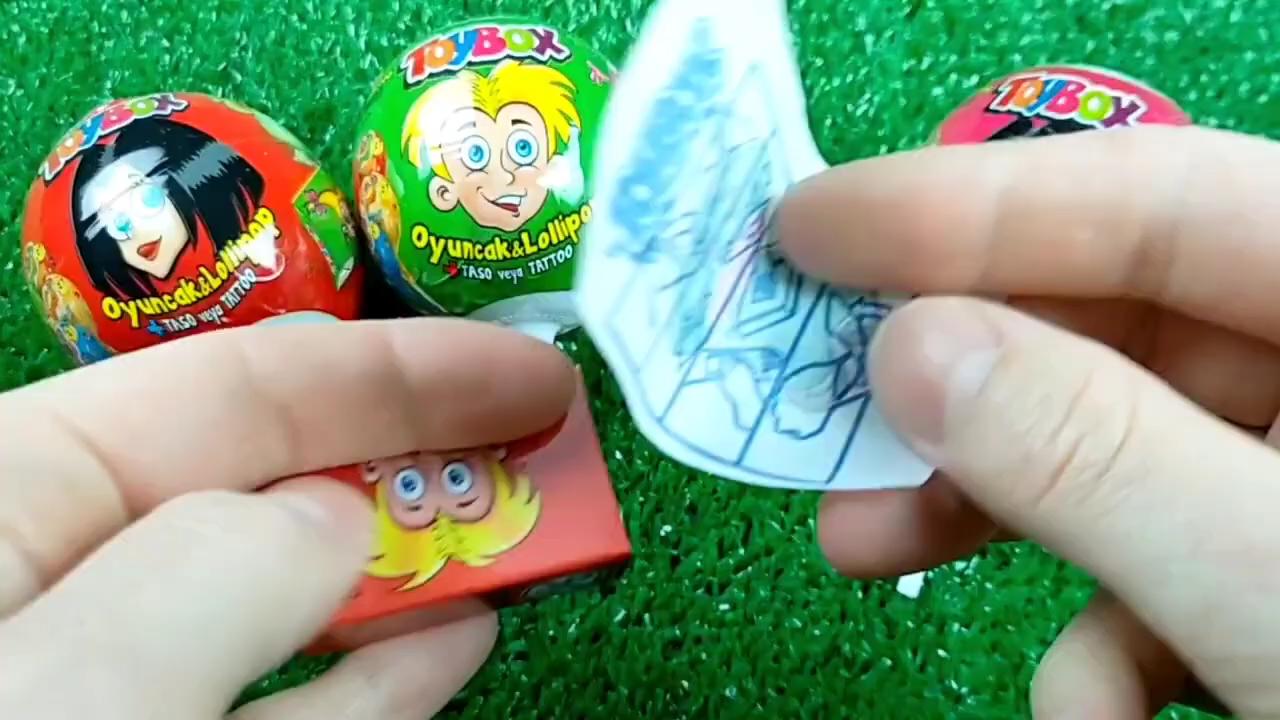 TOYBOX
Oyuncak&Lollipop
+TASO veya TATTOO
TOYBOX
Oyuncak&Lollipo
+TASO veya TATTOO
TOYBOX